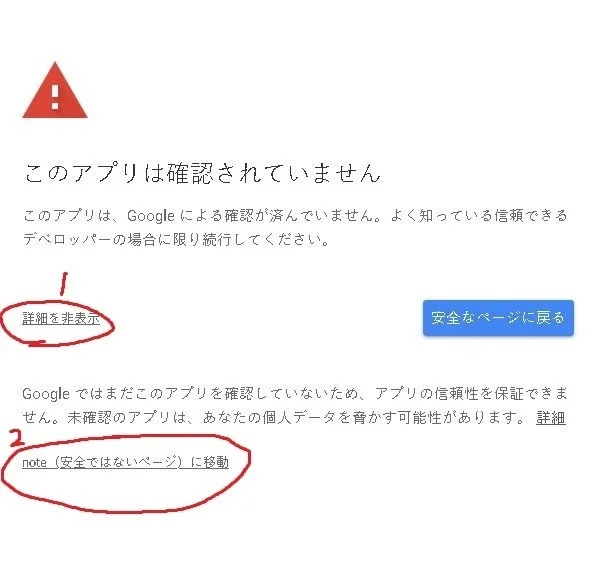 このアプリは確認されていません
このアプリは、Google による確認が済んでいません。よく知っている信頼できる
デベロッパーの場合に限り続行してください。
1
詳細を非表示
安全なページに戻る
Google ではまだこのアプリを確認していないため、アプリの信頼性を保証できま
せん。未確認のアプリは、あなたの個人データを脅かす可能性があります。 詳細
2
note（安全ではないページ）に移動